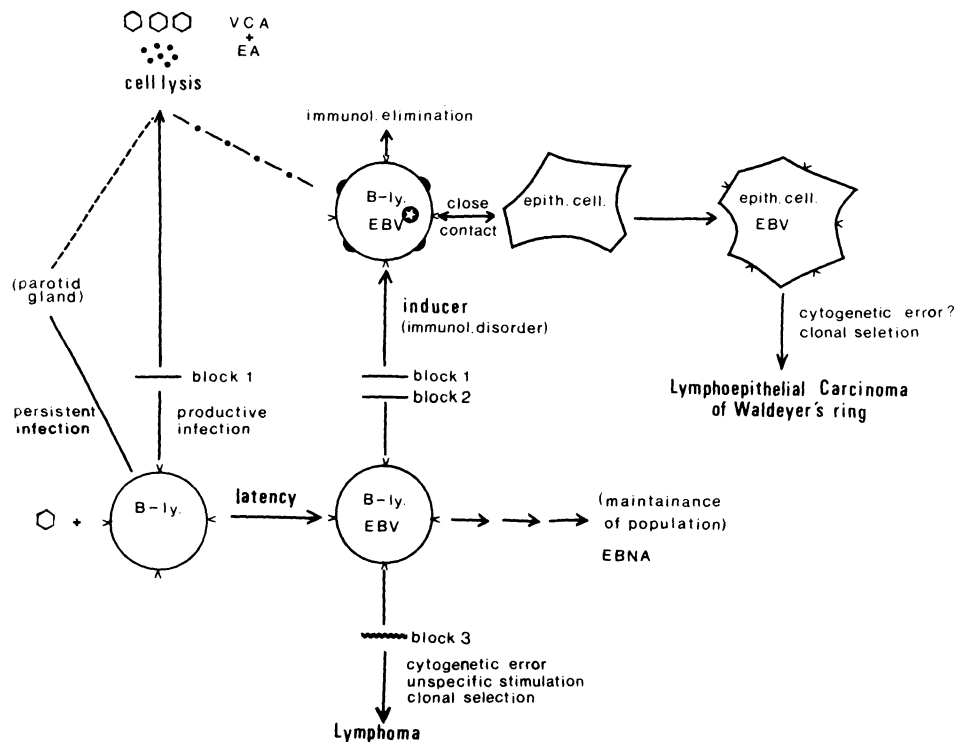 VCA
+
EA
cell lysis
immunol. elimination
B-ly.
EBV
close
contact
epith. cell.
epith. cell.
EBV
(parotid
gland)
inducer
(immunol. disorder)
cytogenetic error?
clonal seletion
block 1
block 1
block 2
Lymphoepithelial Carcinoma
of Waldeyer's ring
persistent
infection
productive
infection
+
B-ly.
latency
B-ly.
EBV
(maintainance
of population)
EBNA
block 3
cytogenetic error
unspecific stimulation
clonal selection
Lymphoma